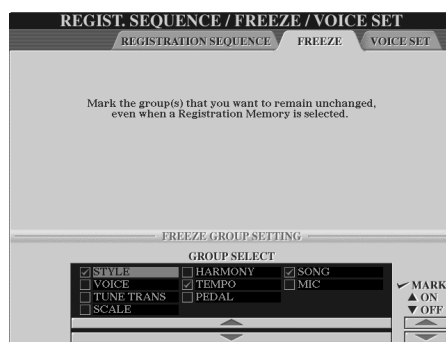 REGIST. SEQUENCE / FREEZE / VOICE SET
REGISTRATION SEQUENCE FREEZE VOICE SET
Mark the group(s) that you want to remain unchanged,
even when a Registration Memory is selected.
FREEZE GROUP SETTING
GROUP SELECT
STYLE HARMONY SONG
VOICE TEMPO MIC
TUNE TRANS PEDAL
SCALE
MARK
ON
OFF